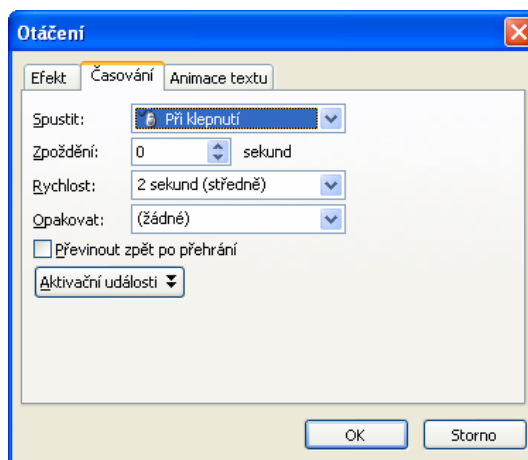 Otáčení
Efekt Časování Animace textu
Spustit: Při klepnutí
Zpoždění: 0 sekund
Rychlost: 2 sekund (středně)
Opakovat: (žádné)
Převinout zpět po přehrání
Aktivační události
OK Storno